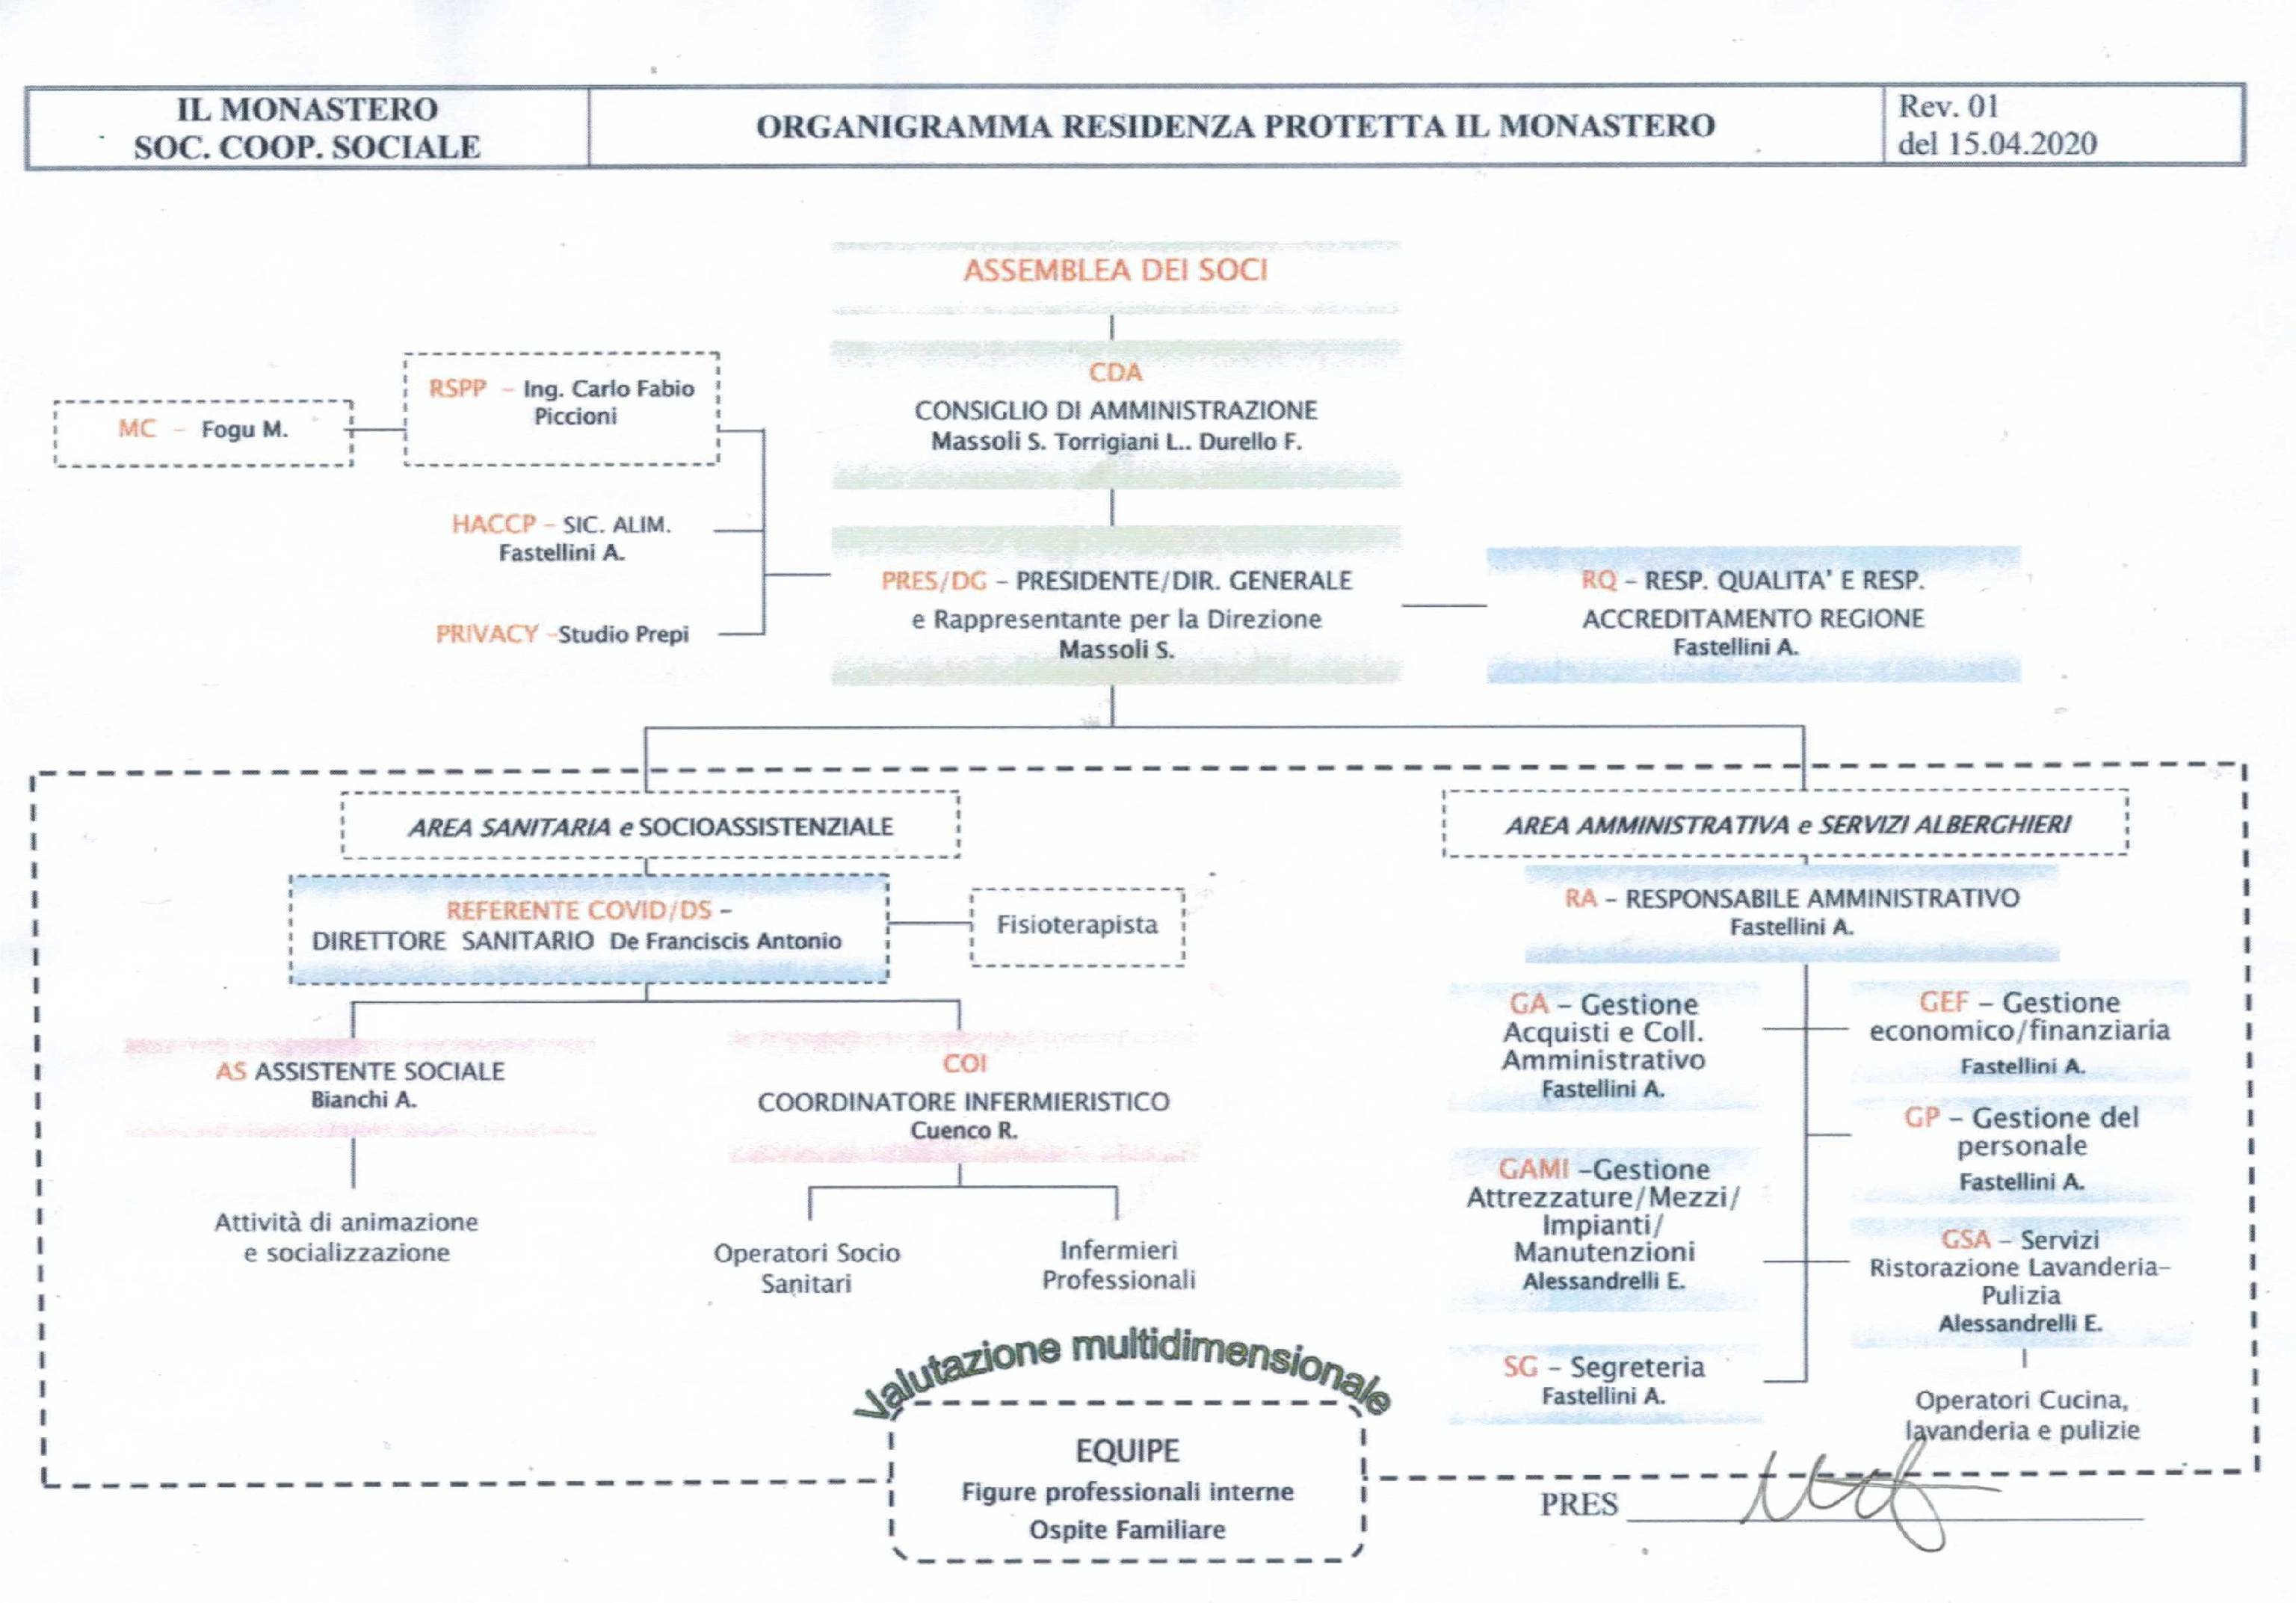 IL MONASTERO
SOC. COOP. SOCIALE
ORGANIGRAMMA RESIDENZA PROTETTA IL MONASTERO
Rev. 01
del 15.04.2020
ASSEMBLEA DEI SOCI
CDA
CONSIGLIO DI AMMINISTRAZIONE
Massoli S. Torrigiani L.. Durello F.
RSPP – Ing. Carlo Fabio
Piccioni
MC – Fogu M.
HACCP – SIC. ALIM.
Fastellini A.
PRIVACY –Studio Prepi
PRES/DG – PRESIDENTE/DIR. GENERALE
e Rappresentante per la Direzione
Massoli S.
RQ – RESP. QUALITA' E RESP.
ACCREDITAMENTO REGIONE
Fastellini A.
AREA SANITARIA e SOCIOASSISTENZIALE
REFERENTE COVID/DS –
DIRETTORE SANITARIO De Franciscis Antonio
Fisioterapista
AS ASSISTENTE SOCIALE
Bianchi A.
Attività di animazione
e socializzazione
COI
COORDINATORE INFERMIERISTICO
Cuenco R.
Operatori Socio
Sanitari
Infermieri
Professionali
AREA AMMINISTRATIVA e SERVIZI ALBERGHIERI
RA – RESPONSABILE AMMINISTRATIVO
Fastellini A.
GA – Gestione
Acquisti e Coll.
Amministrativo
Fastellini A.
GEF – Gestione
economico/finanziaria
Fastellini A.
GP – Gestione del
personale
Fastellini A.
GAMI –Gestione
Attrezzature/Mezzi/
Impianti/
Manutenzioni
Alessandrelli E.
GSA – Servizi
Ristorazione Lavanderia–
Pulizia
Alessandrelli E.
SG – Segreteria
Fastellini A.
Operatori Cucina,
lavanderia e pulizie
Valutazione multidimensionale
EQUIPE
Figure professionali interne
Ospite Familiare
PRES